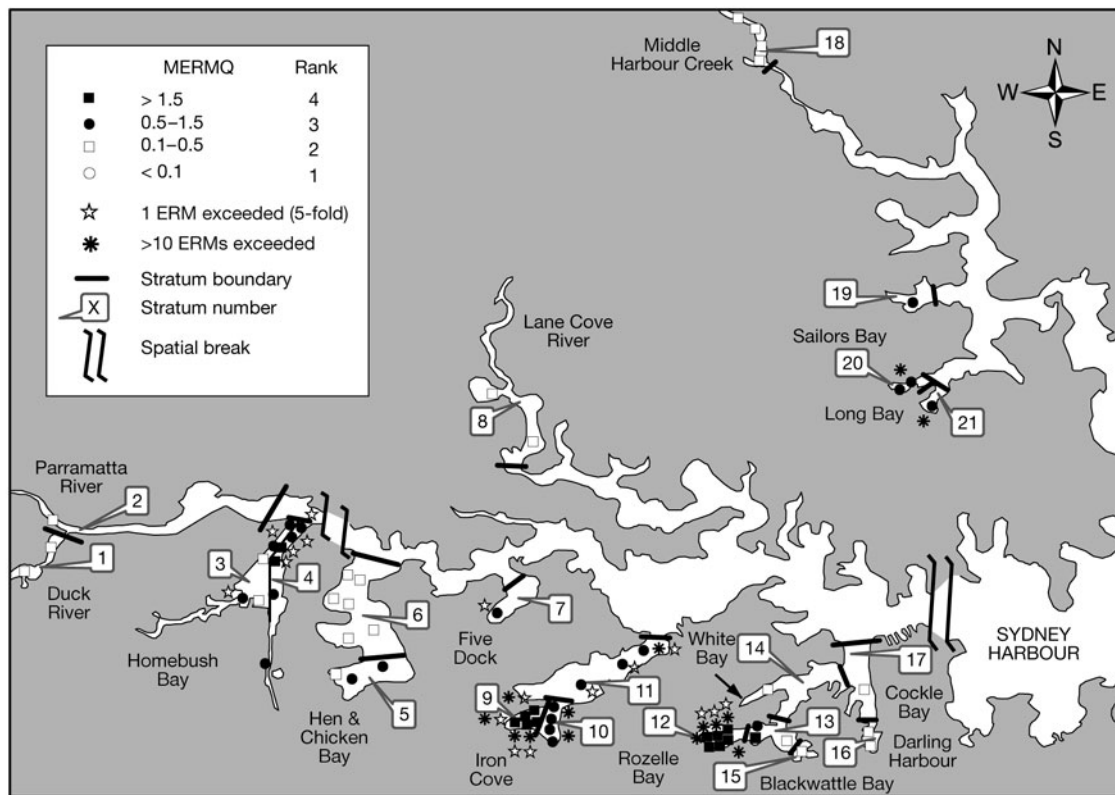 MERMQ Rank
> 1.5 4
0.5–1.5 3
0.1–0.5 2
< 0.1 1
1 ERM exceeded (5-fold)
>10 ERMs exceeded
Stratum boundary
X Stratum number
Spatial break
Middle
Harbour Creek
18
N
W E
S
19
Sailors Bay
20
Long Bay
21
Lane Cove
River
8
Parramatta
River
2
1
Duck
River
3
4
Homebush
Bay
6
5
Hen &
Chicken
Bay
7
Five
Dock
9
10
11
Iron
Cove
White
Bay
14
17
SYDNEY
HARBOUR
Cockle
Bay
12
13
Rozelle
Bay
16
Darling
Harbour
15
Blackwattle Bay